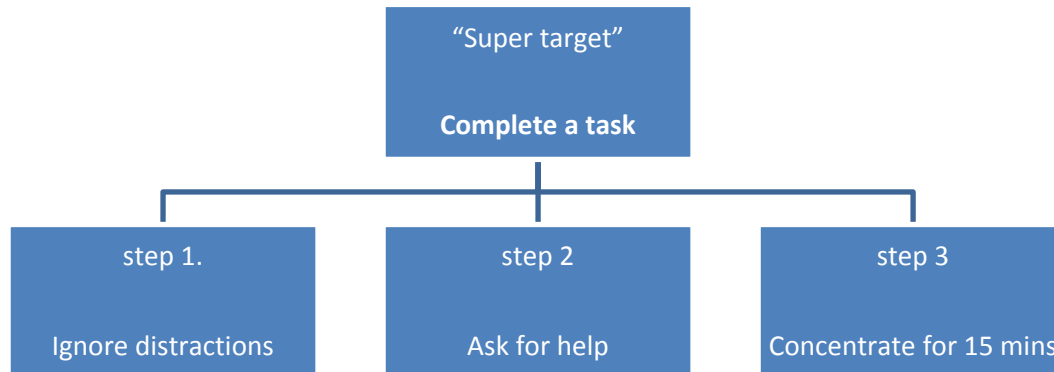 “Super target”
Complete a task
step 1.
Ignore distractions
step 2
Ask for help
step 3
Concentrate for 15 mins